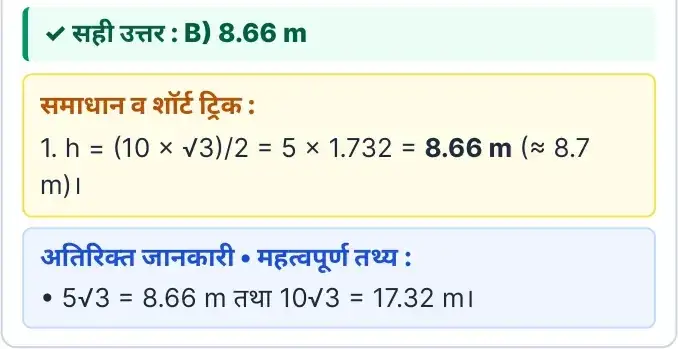 ✓ सही उत्तर : B) 8.66 m
समाधान व शॉर्ट ट्रिक :
1. h = (10 × √3)/2 = 5 × 1.732 = 8.66 m (≈ 8.7
m)।
अतिरिक्त जानकारी • महत्वपूर्ण तथ्य :
• 5√3 = 8.66 m तथा 10√3 = 17.32 m।